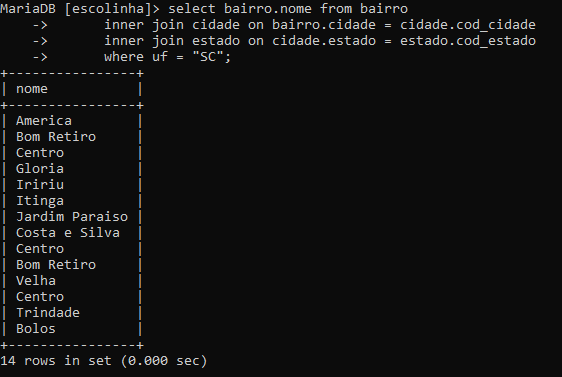 MariaDB [escolinha]> select bairro.nome from bairro
    ->       inner join cidade on bairro.cidade = cidade.cod_cidade
    ->       inner join estado on cidade.estado = estado.cod_estado
    ->       where uf = "SC";
+----------------+
| nome           |
+----------------+
| America        |
| Bom Retiro     |
| Centro         |
| Gloria         |
| Iririu         |
| Itinga         |
| Jardim Paraiso |
| Costa e Silva  |
| Centro         |
| Bom Retiro     |
| Velha          |
| Centro         |
| Trindade       |
| Bolos          |
+----------------+
14 rows in set (0.000 sec)